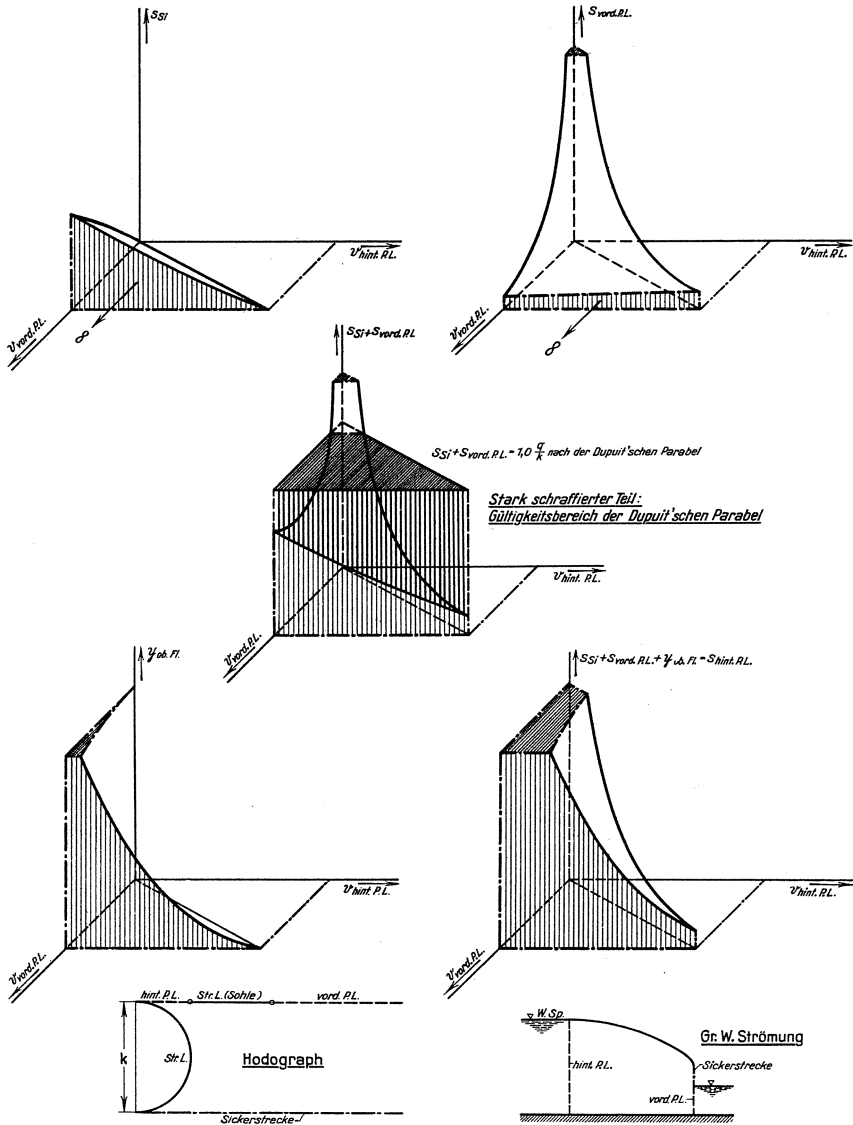 s_Si
v_hint. P.L.
v_vord. P.L.
∞
s_vord. P.L.
v_hint. P.L.
v_vord. P.L.
∞
s_Si + s_vord. P.L
s_Si + s_vord. P.L. = 1,0 q/k nach der Dupuit'schen Parabel
Stark schraffierter Teil:
Gültigkeitsbereich der Dupuit'schen Parabel
v_hint. P.L.
v_vord. P.L.
y_ob. Fl.
v_hint. P.L.
v_vord. P.L.
s_Si + s_vord. P.L. + y_ob. Fl. = s_hint. P.L.
v_hint. P.L.
v_vord. P.L.
hint. P.L. Str.L. (Sohle) vord. P.L.
k
Str.L.
Hodograph
Sickerstrecke
W. Sp.
Gr. W. Strömung
hint. P.L.
Sickerstrecke
vord. P.L.